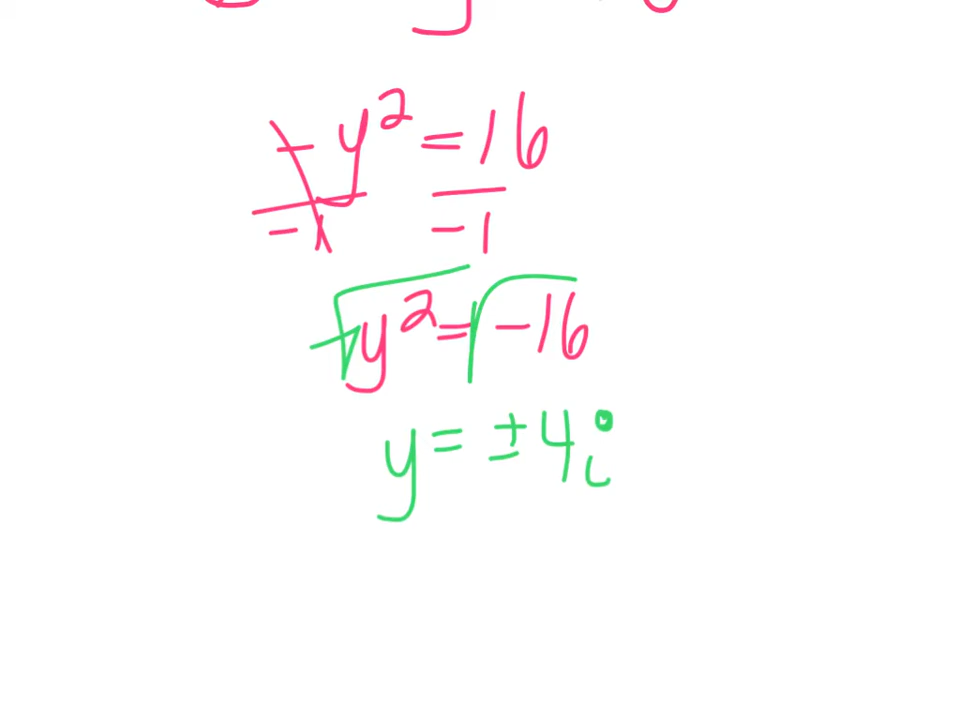 -y² = 16
-1 -1
√y² = √-16
y = ±4i